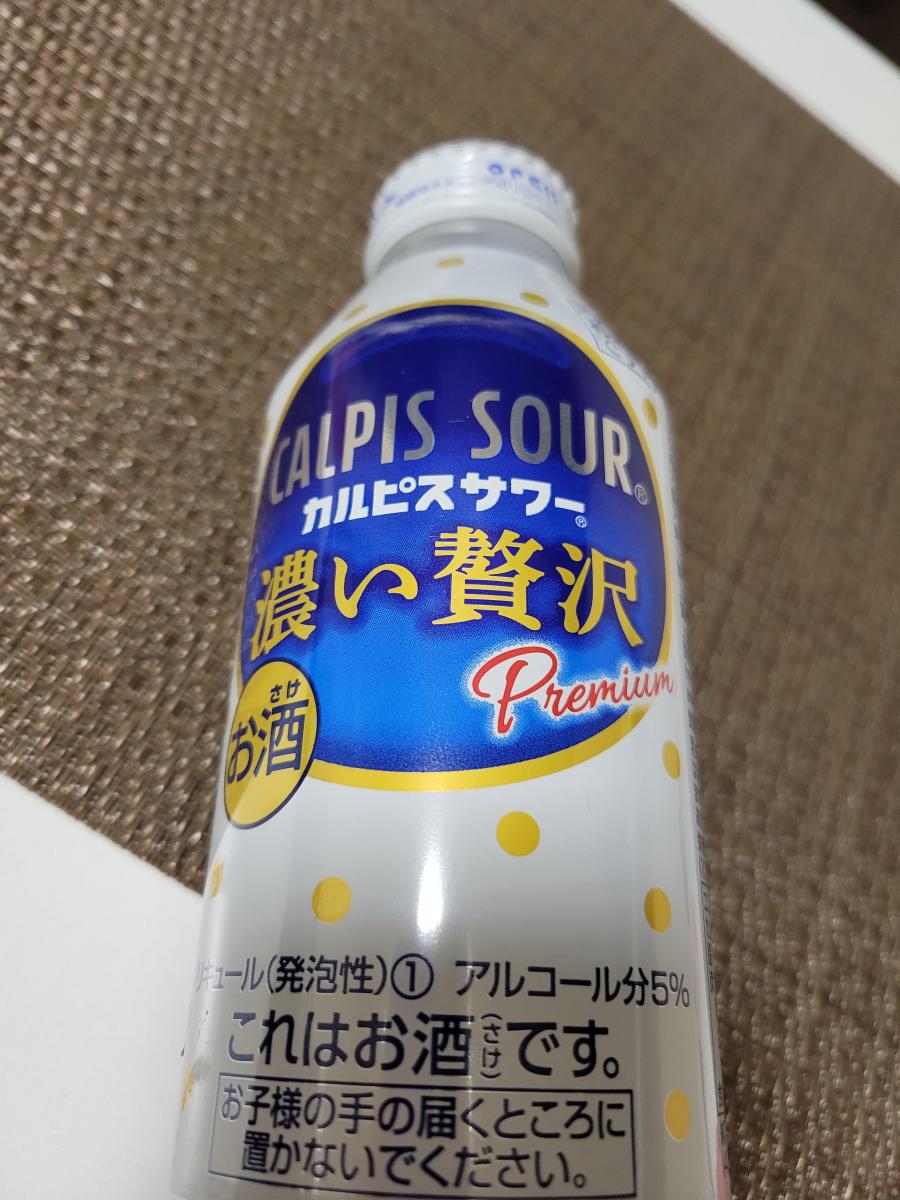 OPEN
CALPIS SOUR®
カルピスサワー®
濃い贅沢
Premium
さけ
お酒
リキュール(発泡性)① アルコール分5%
これはお酒(さけ)です。
お子様の手の届くところに
置かないでください。